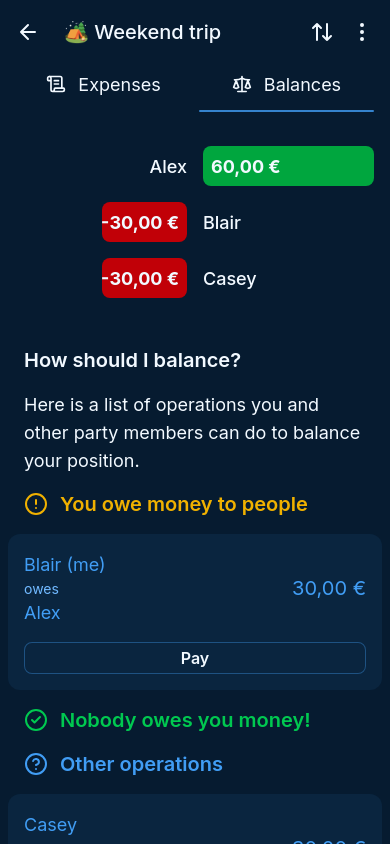 🏕️ Weekend trip
Expenses
Balances
Alex
60,00 €
-30,00 €
Blair
-30,00 €
Casey
How should I balance?
Here is a list of operations you and
other party members can do to balance
your position.
You owe money to people
Blair (me)
owes
Alex
30,00 €
Pay
Nobody owes you money!
Other operations
Casey